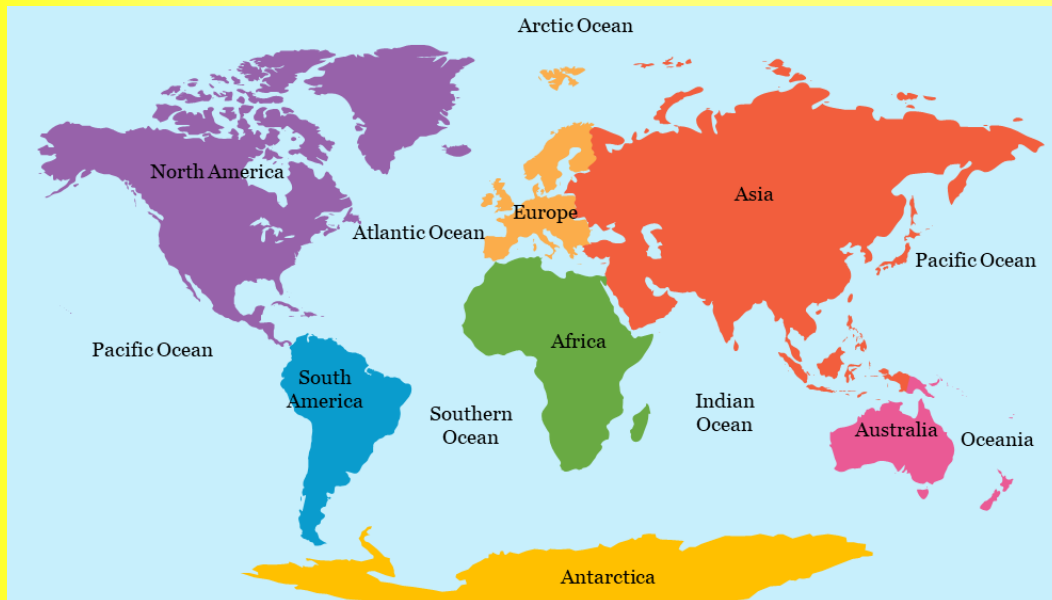 Arctic Ocean
North America
Asia
Europe
Atlantic Ocean
Pacific Ocean
Africa
Pacific Ocean
South
America
Indian
Ocean
Southern
Ocean
Australia
Oceania
Antarctica